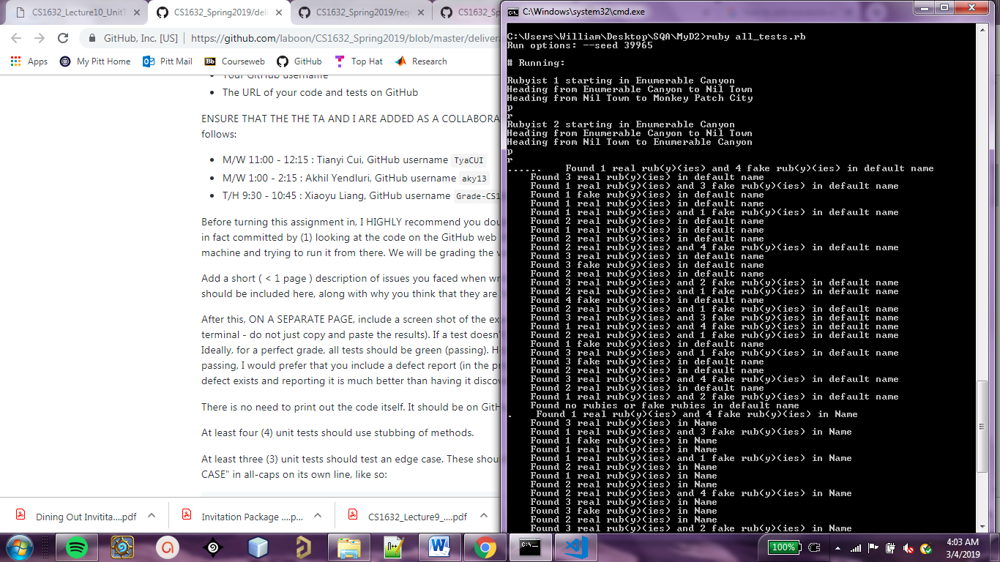 CS1632_Lecture10_UnitT
CS1632_Spring2019/deli
CS1632_Spring2019/requ
CS1632_Sp
GitHub, Inc. [US] | https://github.com/laboon/CS1632_Spring2019/blob/master/delivera
Apps
My Pitt Home
Pitt Mail
Bb Courseweb
GitHub
Top Hat
Research
Your GitHub username
The URL of your code and tests on GitHub
ENSURE THAT THE THE TA AND I ARE ADDED AS A COLLABORA
follows:
M/W 11:00 - 12:15 : Tianyi Cui, GitHub username TyaCUI
M/W 1:00 - 2:15 : Akhil Yendluri, GitHub username aky13
T/H 9:30 - 10:45 : Xiaoyu Liang, GitHub username Grade-CS1
Before turning this assignment in, I HIGHLY recommend you dou
in fact committed by (1) looking at the code on the GitHub web
machine and trying to run it from there. We will be grading the v
Add a short ( < 1 page ) description of issues you faced when wr
should be included here, along with why you think that they are
After this, ON A SEPARATE PAGE, include a screen shot of the ex
terminal - do not just copy and paste the results). If a test doesn'
Ideally, for a perfect grade, all tests should be green (passing). H
passing, I would prefer that you include a defect report (in the pr
defect exists and reporting it is much better than having it discov
There is no need to print out the code itself. It should be on GitH
At least four (4) unit tests should use stubbing of methods.
At least three (3) unit tests should test an edge case. These shou
CASE" in all-caps on its own line, like so:
Dining Out Invitita....pdf
Invitation Package ....p...
CS1632_Lecture9_....pdf
C:\Windows\system32\cmd.exe
C:\Users\William\Desktop\SQA\MyD2>ruby all_tests.rb
Run options: --seed 39965
# Running:
Rubyist 1 starting in Enumerable Canyon
Heading from Enumerable Canyon to Nil Town
Heading from Nil Town to Monkey Patch City
p
r
Rubyist 2 starting in Enumerable Canyon
Heading from Enumerable Canyon to Nil Town
Heading from Nil Town to Enumerable Canyon
p
r
...... Found 1 real rub(y)(ies) and 4 fake rub(y)(ies) in default name
Found 3 real rub(y)(ies) in default name
Found 1 real rub(y)(ies) and 3 fake rub(y)(ies) in default name
Found 1 fake rub(y)(ies) in default name
Found 1 real rub(y)(ies) in default name
Found 1 real rub(y)(ies) and 1 fake rub(y)(ies) in default name
Found 2 real rub(y)(ies) in default name
Found 1 real rub(y)(ies) in default name
Found 2 real rub(y)(ies) in default name
Found 2 real rub(y)(ies) and 4 fake rub(y)(ies) in default name
Found 3 real rub(y)(ies) in default name
Found 3 fake rub(y)(ies) in default name
Found 2 real rub(y)(ies) in default name
Found 3 real rub(y)(ies) and 2 fake rub(y)(ies) in default name
Found 2 real rub(y)(ies) and 1 fake rub(y)(ies) in default name
Found 4 fake rub(y)(ies) in default name
Found 2 real rub(y)(ies) and 1 fake rub(y)(ies) in default name
Found 3 real rub(y)(ies) and 3 fake rub(y)(ies) in default name
Found 1 real rub(y)(ies) and 4 fake rub(y)(ies) in default name
Found 2 real rub(y)(ies) and 1 fake rub(y)(ies) in default name
Found 1 fake rub(y)(ies) in default name
Found 3 real rub(y)(ies) and 1 fake rub(y)(ies) in default name
Found 3 fake rub(y)(ies) in default name
Found 2 real rub(y)(ies) in default name
Found 3 real rub(y)(ies) and 4 fake rub(y)(ies) in default name
Found 2 real rub(y)(ies) in default name
Found 1 real rub(y)(ies) and 2 fake rub(y)(ies) in default name
Found no rubies or fake rubies in default name
. Found 1 real rub(y)(ies) and 4 fake rub(y)(ies) in Name
Found 3 real rub(y)(ies) in Name
Found 1 real rub(y)(ies) and 3 fake rub(y)(ies) in Name
Found 1 fake rub(y)(ies) in Name
Found 1 real rub(y)(ies) in Name
Found 1 real rub(y)(ies) and 1 fake rub(y)(ies) in Name
Found 2 real rub(y)(ies) in Name
Found 1 real rub(y)(ies) in Name
Found 2 real rub(y)(ies) in Name
Found 2 real rub(y)(ies) and 4 fake rub(y)(ies) in Name
Found 3 real rub(y)(ies) in Name
Found 3 fake rub(y)(ies) in Name
Found 2 real rub(y)(ies) in Name
Found 3 real rub(y)(ies) and 2 fake rub(y)(ies) in Name
100%
4:03 AM
3/4/2019